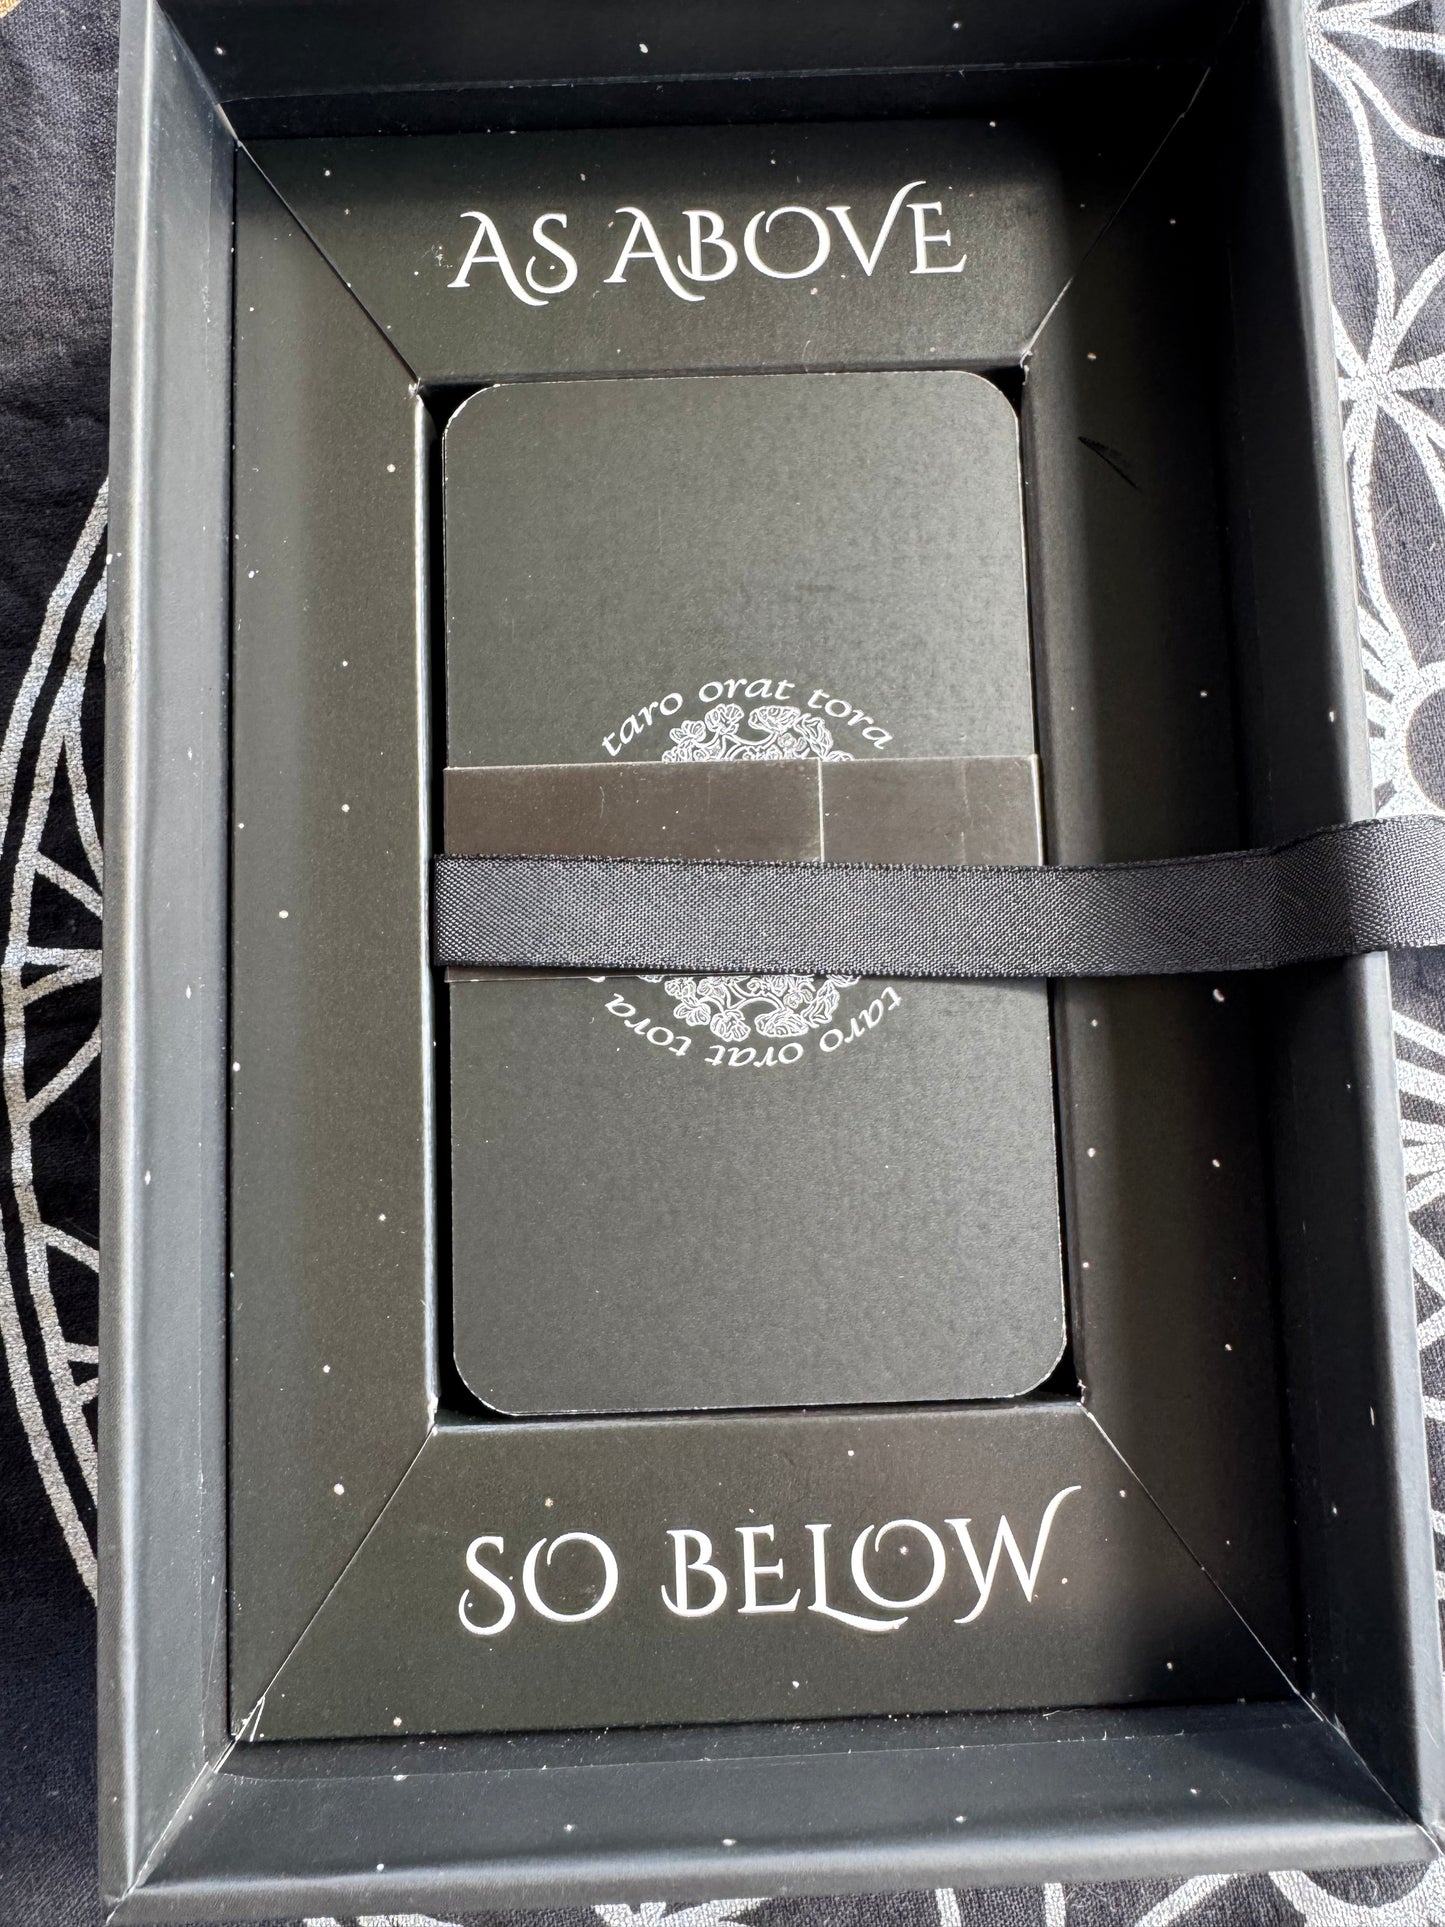 AS ABOVE
taro orat tora
taro orat tora
SO BELOW